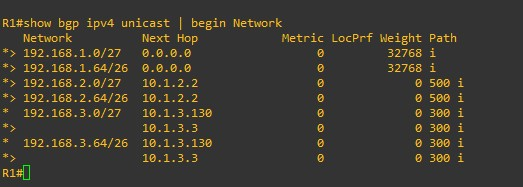 R1#show bgp ipv4 unicast | begin Network
     Network          Next Hop            Metric LocPrf Weight Path
*>  192.168.1.0/27   0.0.0.0                  0         32768 i
*>  192.168.1.64/26  0.0.0.0                  0         32768 i
*>  192.168.2.0/27   10.1.2.2                 0             0 500 i
*>  192.168.2.64/26  10.1.2.2                 0             0 500 i
*   192.168.3.0/27   10.1.3.130               0             0 300 i
*>                   10.1.3.3                 0             0 300 i
*   192.168.3.64/26  10.1.3.130               0             0 300 i
*>                   10.1.3.3                 0             0 300 i
R1#